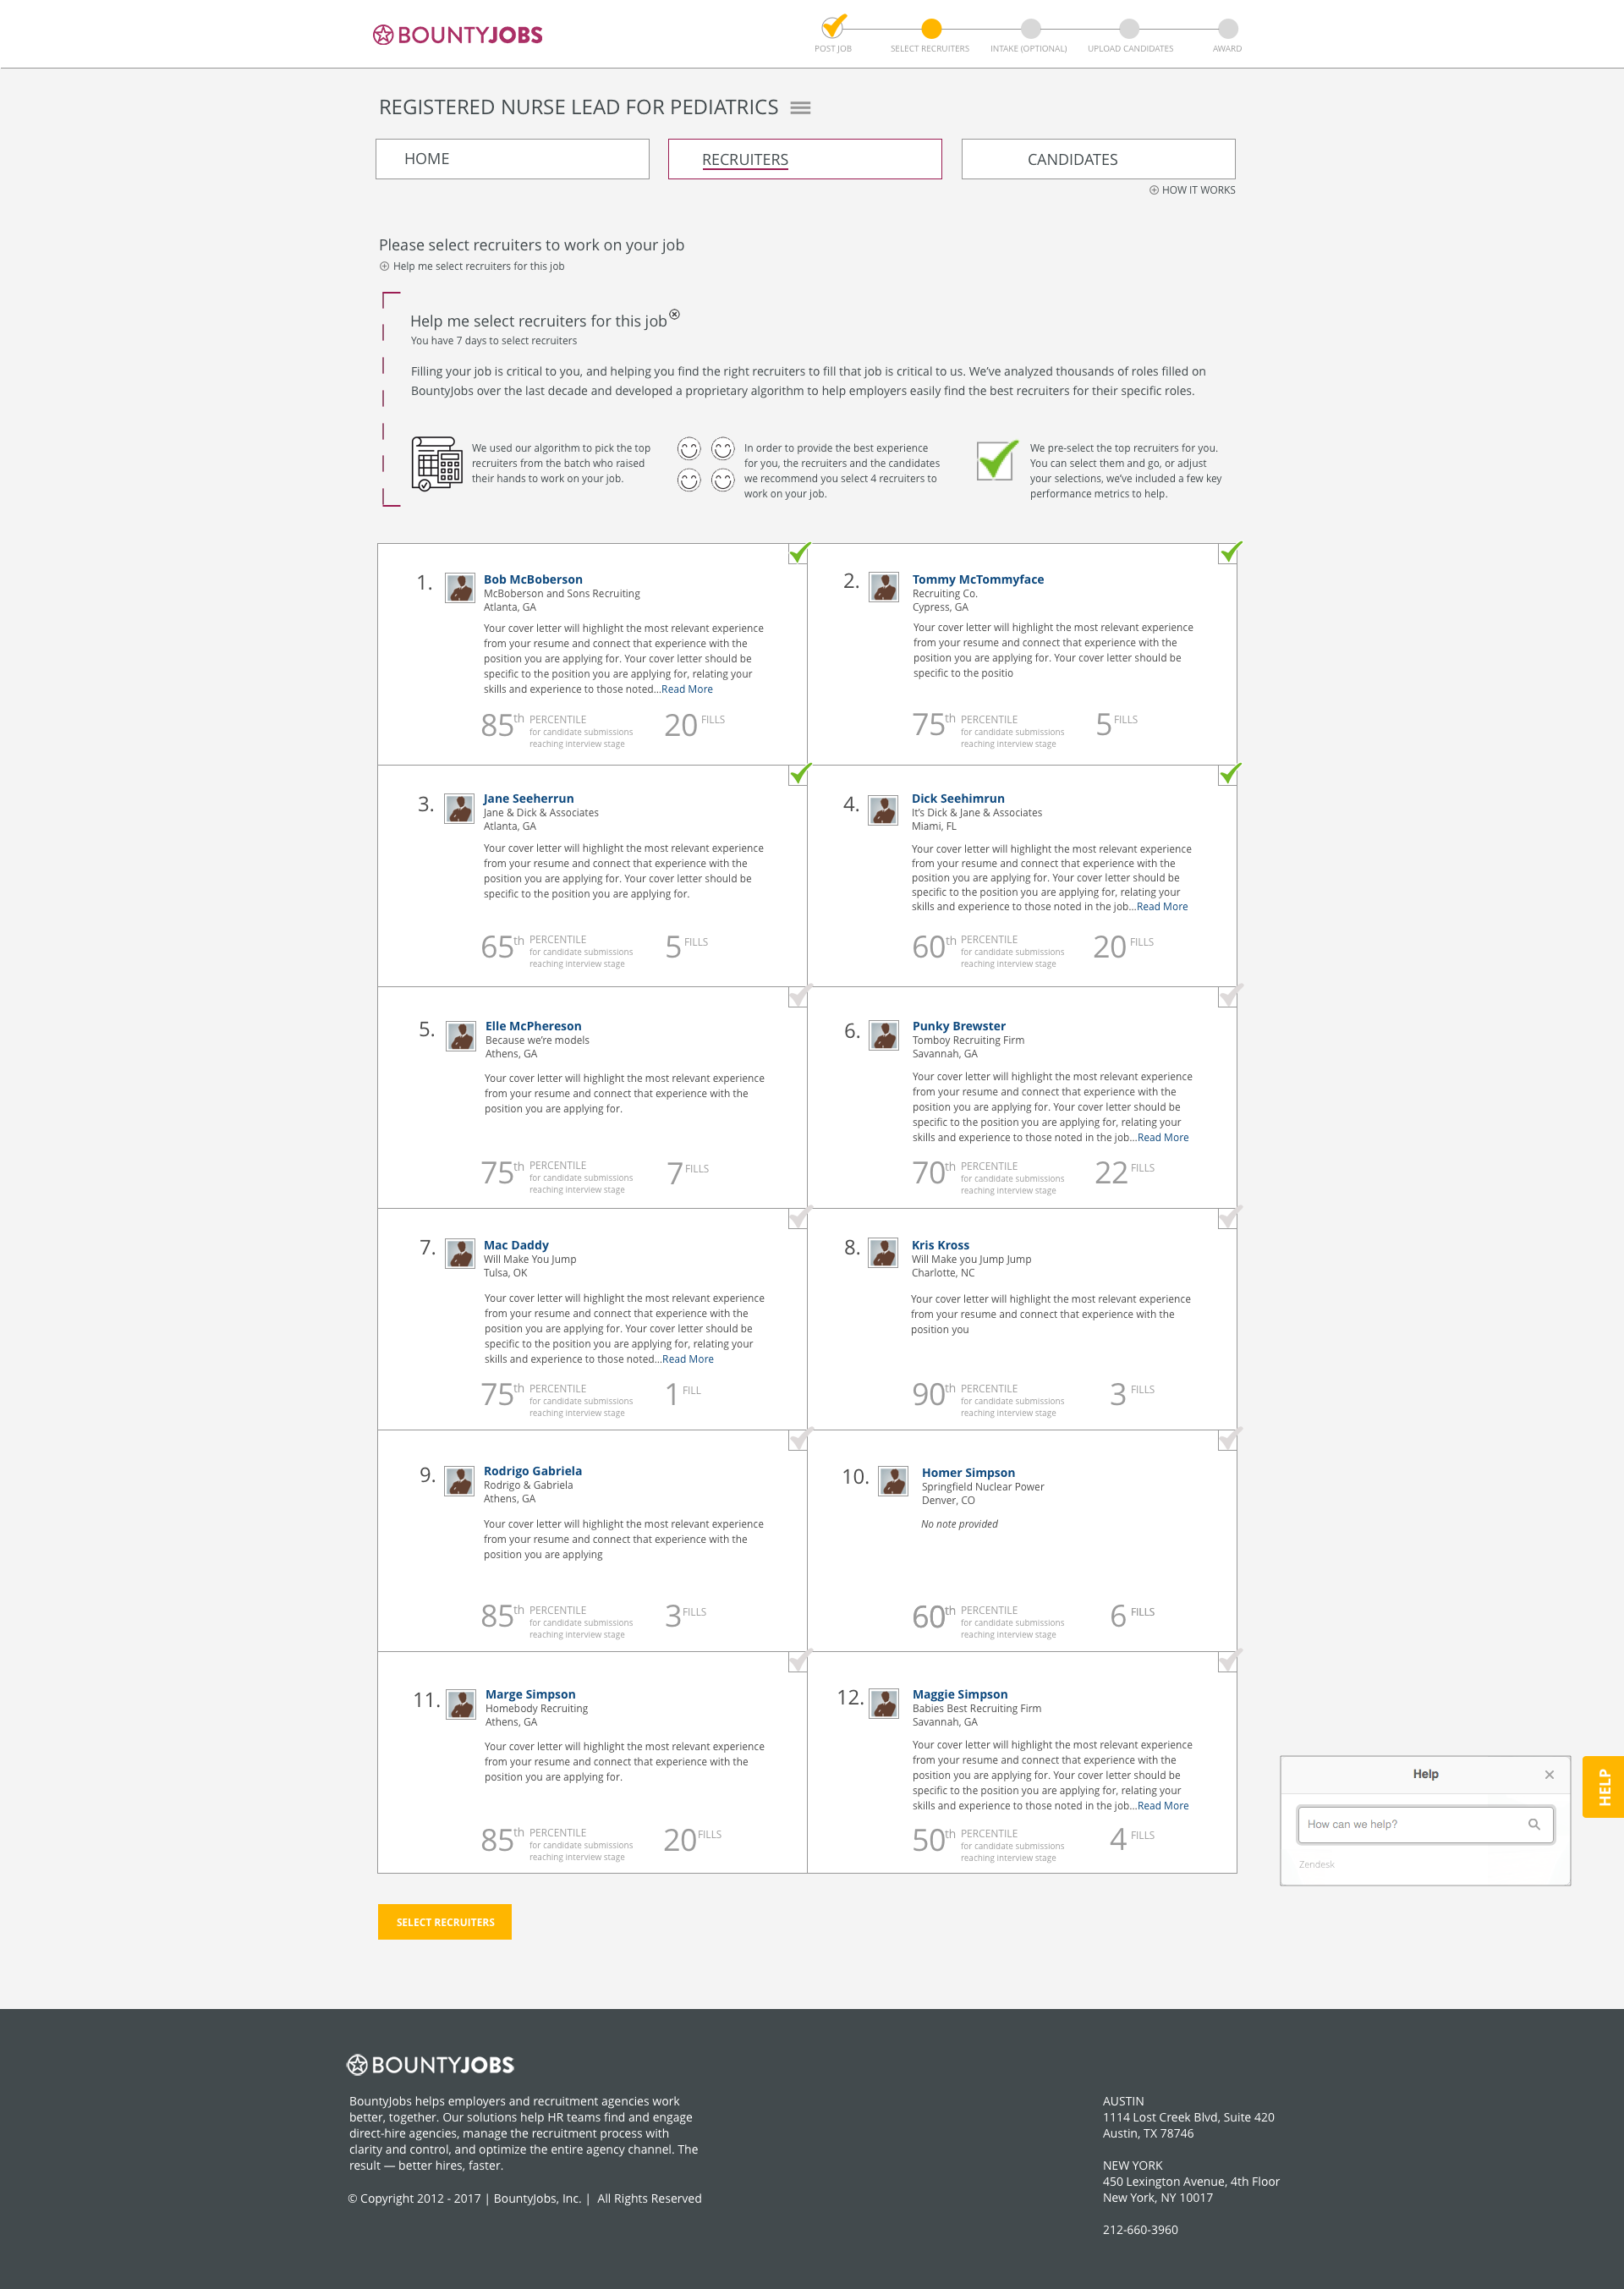 BOUNTYJOBS
POST JOB
SELECT RECRUITERS
INTAKE (OPTIONAL)
UPLOAD CANDIDATES
AWARD
REGISTERED NURSE LEAD FOR PEDIATRICS
HOME
RECRUITERS
CANDIDATES
HOW IT WORKS
Please select recruiters to work on your job
Help me select recruiters for this job
Help me select recruiters for this job
You have 7 days to select recruiters
Filling your job is critical to you, and helping you find the right recruiters to fill that job is critical to us. We've analyzed thousands of roles filled on
BountyJobs over the last decade and developed a proprietary algorithm to help employers easily find the best recruiters for their specific roles.
We used our algorithm to pick the top
recruiters from the batch who raised
their hands to work on your job.
In order to provide the best experience
for you, the recruiters and the candidates
we recommend you select 4 recruiters to
work on your job.
We pre-select the top recruiters for you.
You can select them and go, or adjust
your selections, we've included a few key
performance metrics to help.
1.
Bob McBoberson
McBoberson and Sons Recruiting
Atlanta, GA
Your cover letter will highlight the most relevant experience
from your resume and connect that experience with the
position you are applying for. Your cover letter should be
specific to the position you are applying for, relating your
skills and experience to those noted...Read More
85th PERCENTILE
for candidate submissions
reaching interview stage
20 FILLS
2.
Tommy McTommyface
Recruiting Co.
Cypress, GA
Your cover letter will highlight the most relevant experience
from your resume and connect that experience with the
position you are applying for. Your cover letter should be
specific to the positio
75th PERCENTILE
for candidate submissions
reaching interview stage
5 FILLS
3.
Jane Seeherrun
Jane & Dick & Associates
Atlanta, GA
Your cover letter will highlight the most relevant experience
from your resume and connect that experience with the
position you are applying for. Your cover letter should be
specific to the position you are applying for.
65th PERCENTILE
for candidate submissions
reaching interview stage
5 FILLS
4.
Dick Seehimrun
It's Dick & Jane & Associates
Miami, FL
Your cover letter will highlight the most relevant experience
from your resume and connect that experience with the
position you are applying for. Your cover letter should be
specific to the position you are applying for, relating your
skills and experience to those noted in the job...Read More
60th PERCENTILE
for candidate submissions
reaching interview stage
20 FILLS
5.
Elle McPhereson
Because we're models
Athens, GA
Your cover letter will highlight the most relevant experience
from your resume and connect that experience with the
position you are applying for.
75th PERCENTILE
for candidate submissions
reaching interview stage
7 FILLS
6.
Punky Brewster
Tomboy Recruiting Firm
Savannah, GA
Your cover letter will highlight the most relevant experience
from your resume and connect that experience with the
position you are applying for. Your cover letter should be
specific to the position you are applying for, relating your
skills and experience to those noted in the job...Read More
70th PERCENTILE
for candidate submissions
reaching interview stage
22 FILLS
7.
Mac Daddy
Will Make You Jump
Tulsa, OK
Your cover letter will highlight the most relevant experience
from your resume and connect that experience with the
position you are applying for. Your cover letter should be
specific to the position you are applying for, relating your
skills and experience to those noted...Read More
75th PERCENTILE
for candidate submissions
reaching interview stage
1 FILL
8.
Kris Kross
Will Make you Jump Jump
Charlotte, NC
Your cover letter will highlight the most relevant experience
from your resume and connect that experience with the
position you
90th PERCENTILE
for candidate submissions
reaching interview stage
3 FILLS
9.
Rodrigo Gabriela
Rodrigo & Gabriela
Athens, GA
Your cover letter will highlight the most relevant experience
from your resume and connect that experience with the
position you are applying
85th PERCENTILE
for candidate submissions
reaching interview stage
3 FILLS
10.
Homer Simpson
Springfield Nuclear Power
Denver, CO
No note provided
60th PERCENTILE
for candidate submissions
reaching interview stage
6 FILLS
11.
Marge Simpson
Homebody Recruiting
Athens, GA
Your cover letter will highlight the most relevant experience
from your resume and connect that experience with the
position you are applying for.
85th PERCENTILE
for candidate submissions
reaching interview stage
20 FILLS
12.
Maggie Simpson
Babies Best Recruiting Firm
Savannah, GA
Your cover letter will highlight the most relevant experience
from your resume and connect that experience with the
position you are applying for. Your cover letter should be
specific to the position you are applying for, relating your
skills and experience to those noted in the job...Read More
50th PERCENTILE
for candidate submissions
reaching interview stage
4 FILLS
Help
How can we help?
Zendesk
HELP
SELECT RECRUITERS
BOUNTYJOBS
BountyJobs helps employers and recruitment agencies work
better, together. Our solutions help HR teams find and engage
direct-hire agencies, manage the recruitment process with
clarity and control, and optimize the entire agency channel. The
result — better hires, faster.
© Copyright 2012 - 2017 | BountyJobs, Inc. | All Rights Reserved
AUSTIN
1114 Lost Creek Blvd, Suite 420
Austin, TX 78746
NEW YORK
450 Lexington Avenue, 4th Floor
New York, NY 10017
212-660-3960